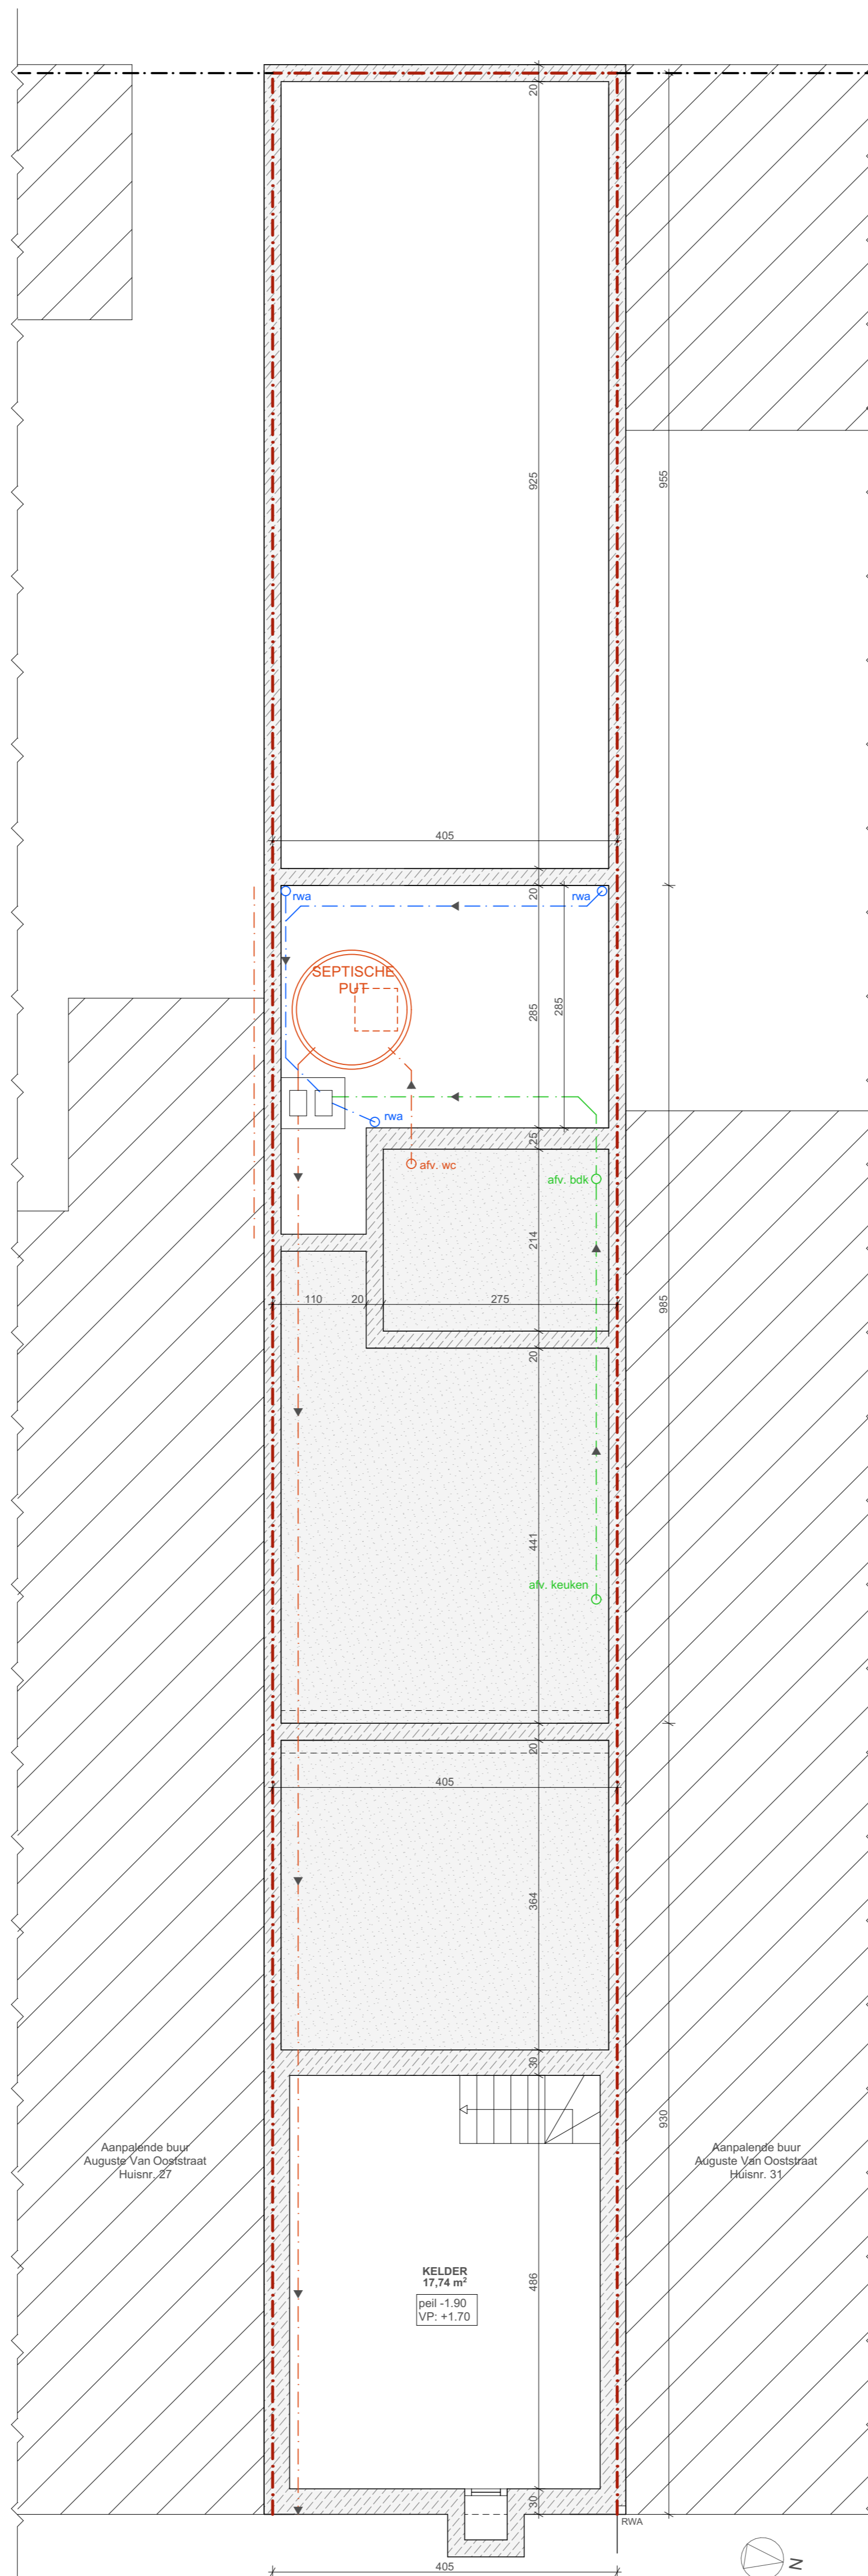 20
925
955
405
rwa
20
rwa
SEPTISCHE
PUT
285
285
rwa
25
afv. wc
afv. bdk
214
110
20
275
985
20
441
afv. keuken
20
405
364
30
930
Aanpalende buur
Auguste Van Ooststraat
Huisnr. 27
Aanpalende buur
Auguste Van Ooststraat
Huisnr. 31
KELDER
17,74 m²
486
peil -1.90
VP: +1.70
30
RWA
N
405